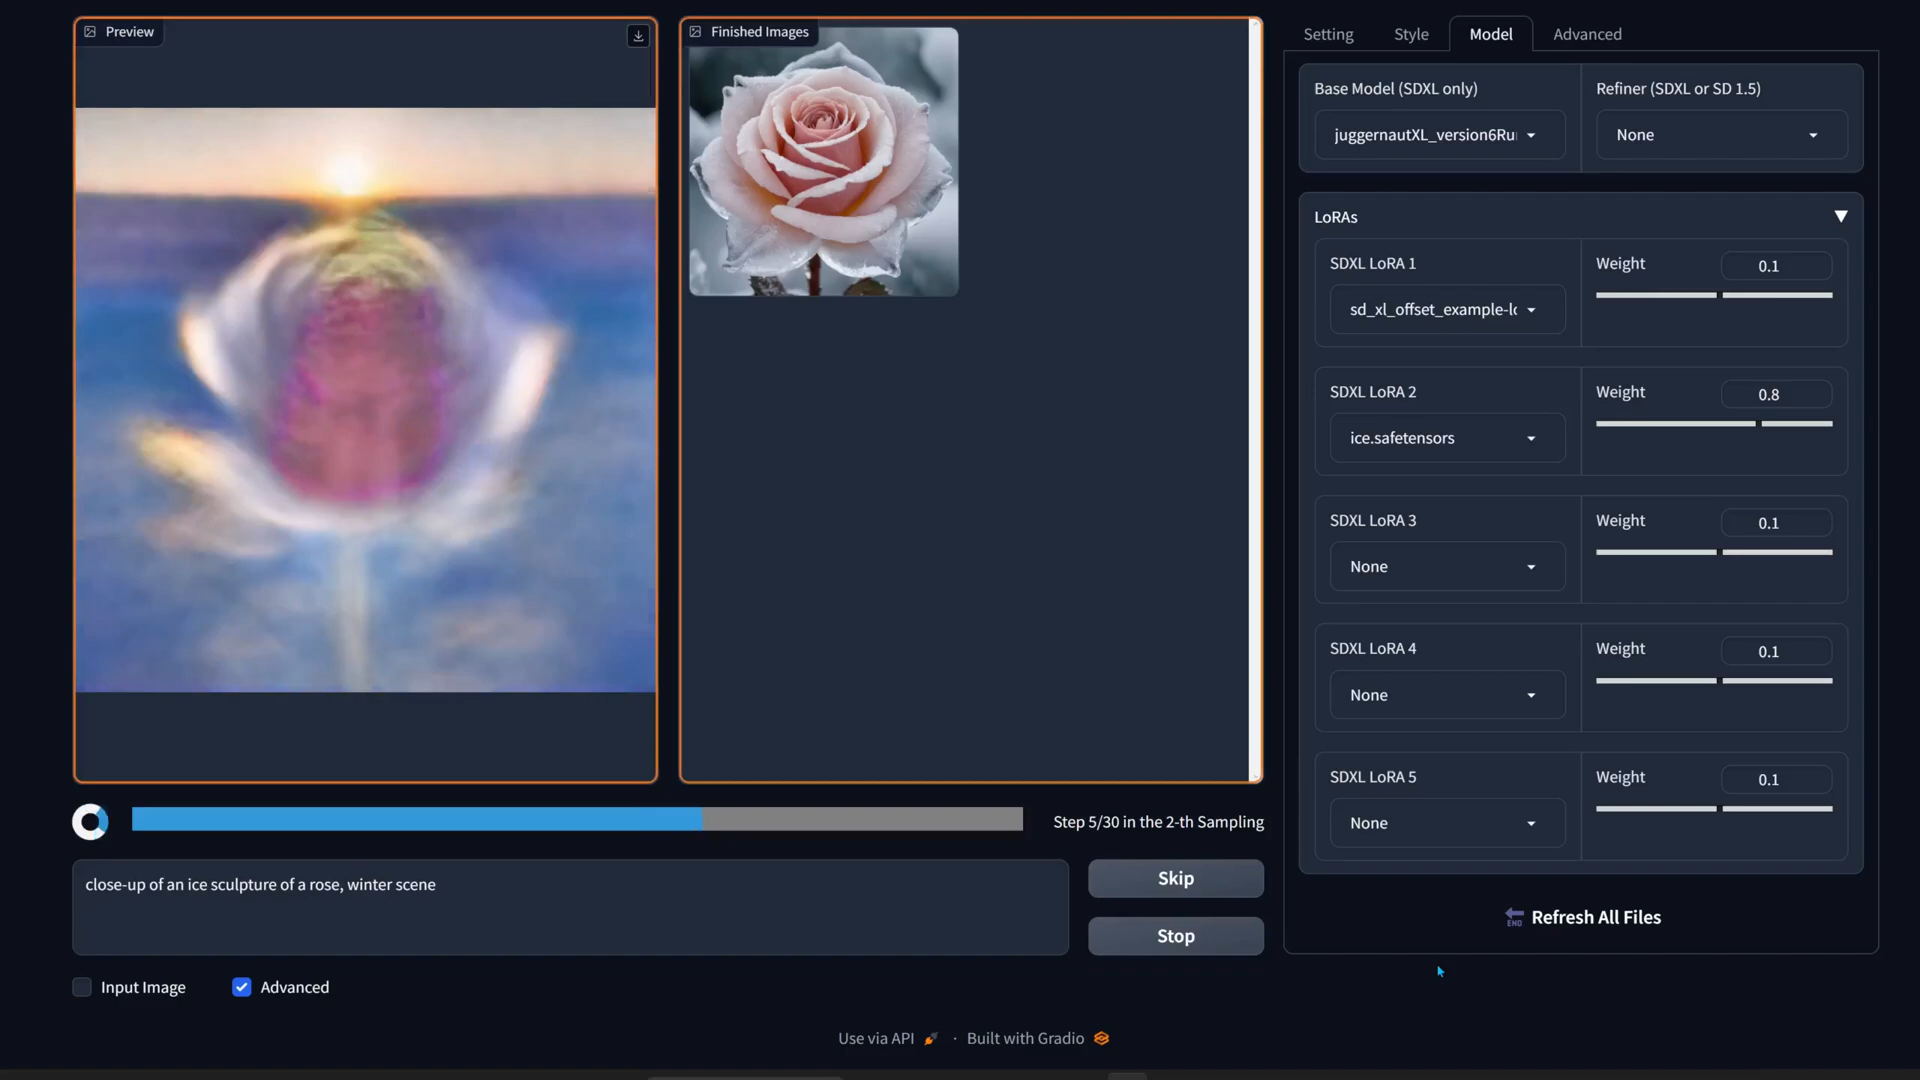 Preview
Finished Images
Setting
Style
Model
Advanced
Base Model (SDXL only)
juggernautXL_version6Ru
Refiner (SDXL or SD 1.5)
None
LoRAs
SDXL LoRA 1
sd_xl_offset_example-lo
Weight
0.1
SDXL LoRA 2
ice.safetensors
Weight
0.8
SDXL LoRA 3
None
Weight
0.1
SDXL LoRA 4
None
Weight
0.1
SDXL LoRA 5
None
Weight
0.1
END
Refresh All Files
Step 5/30 in the 2-th Sampling
close-up of an ice sculpture of a rose, winter scene
Skip
Stop
Input Image
Advanced
Use via API · Built with Gradio